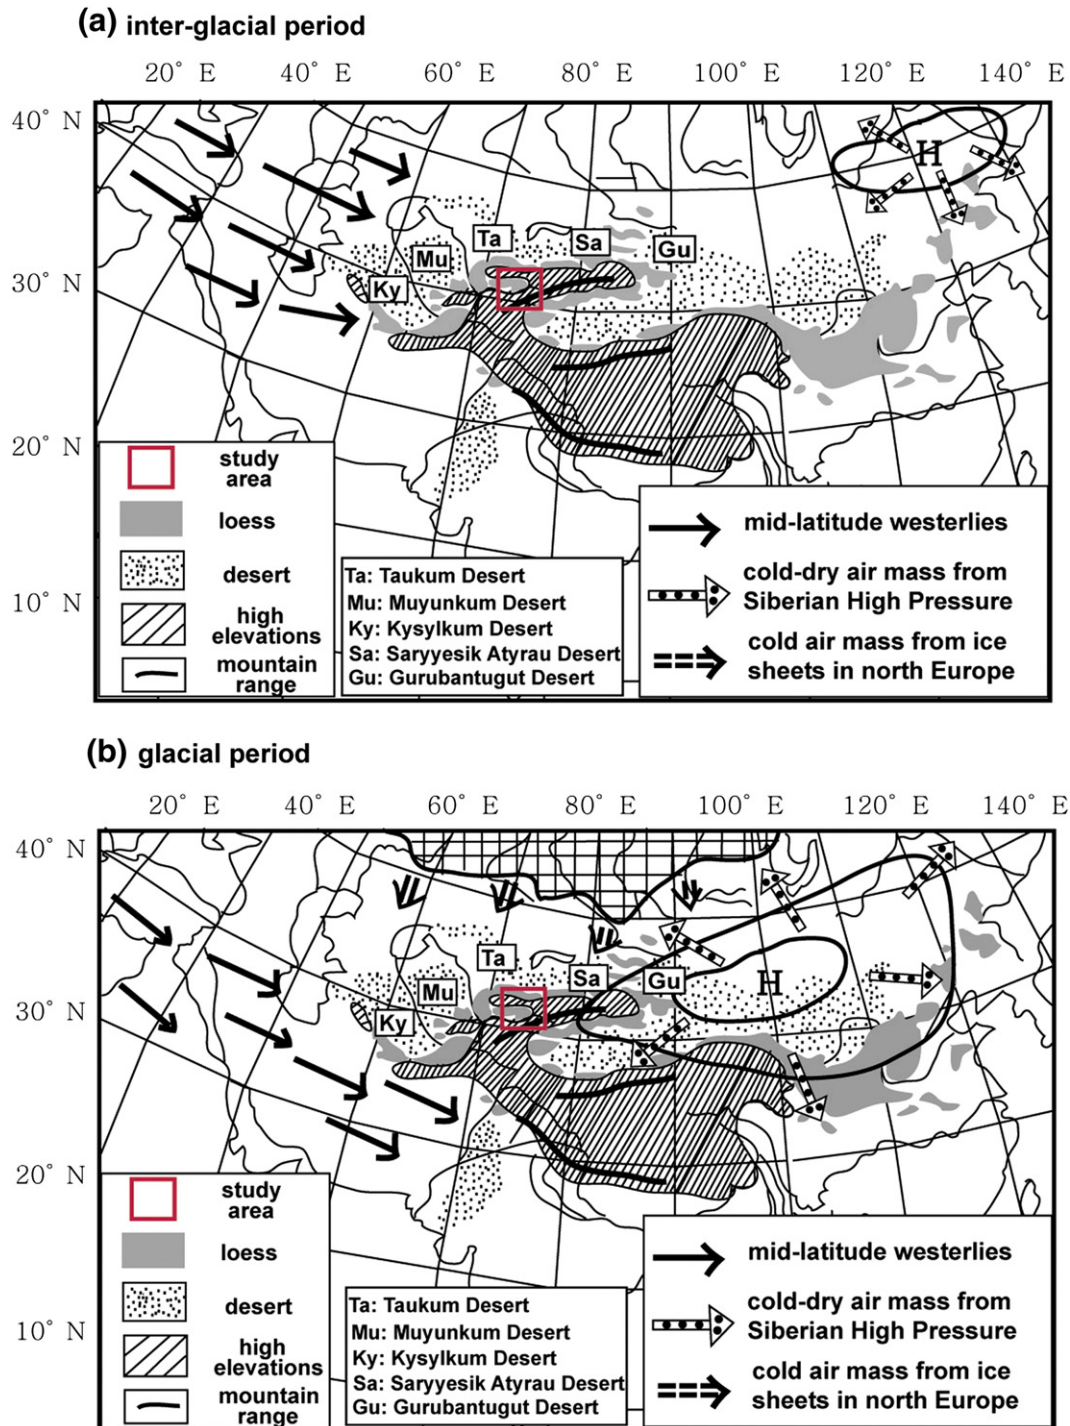 (a) inter-glacial period
20° E 40° E 60° E 80° E 100° E 120° E 140° E
40° N
H
Ta
Sa
Gu
Mu
30° N
Ky
20° N
study
area
loess
desert
high
elevations
mountain
range
10° N
Ta: Taukum Desert
Mu: Muyunkum Desert
Ky: Kysylkum Desert
Sa: Saryyesik Atyrau Desert
Gu: Gurubantugut Desert
mid-latitude westerlies
cold-dry air mass from
Siberian High Pressure
cold air mass from ice
sheets in north Europe
(b) glacial period
20° E 40° E 60° E 80° E 100° E 120° E 140° E
40° N
Ta
Sa
Gu
H
Mu
30° N
Ky
20° N
study
area
loess
desert
high
elevations
mountain
range
10° N
Ta: Taukum Desert
Mu: Muyunkum Desert
Ky: Kysylkum Desert
Sa: Saryyesik Atyrau Desert
Gu: Gurubantugut Desert
mid-latitude westerlies
cold-dry air mass from
Siberian High Pressure
cold air mass from ice
sheets in north Europe